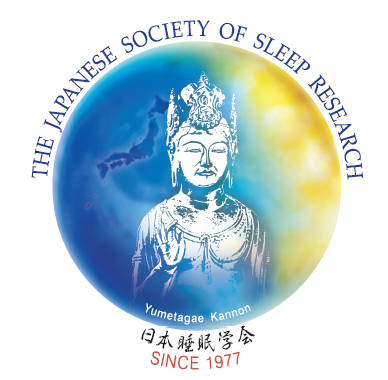 THE JAPANESE SOCIETY OF SLEEP RESEARCH
Yumetagae Kannon
日本睡眠学会
SINCE 1977